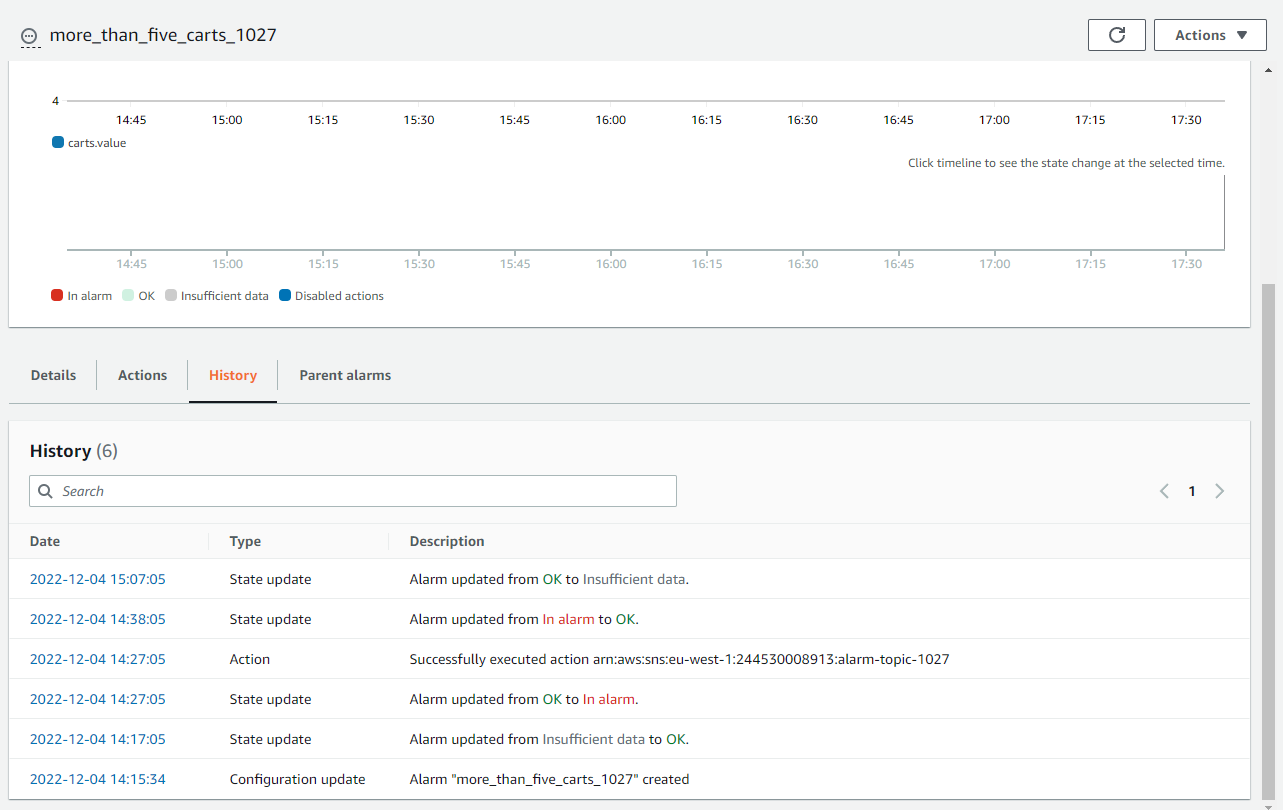 more_than_five_carts_1027
Actions
4
14:45 15:00 15:15 15:30 15:45 16:00 16:15 16:30 16:45 17:00 17:15 17:30
carts.value
Click timeline to see the state change at the selected time.
14:45 15:00 15:15 15:30 15:45 16:00 16:15 16:30 16:45 17:00 17:15 17:30
In alarm OK Insufficient data Disabled actions
Details Actions History Parent alarms
History (6)
Search 1
Date Type Description
2022-12-04 15:07:05 State update Alarm updated from OK to Insufficient data.
2022-12-04 14:38:05 State update Alarm updated from In alarm to OK.
2022-12-04 14:27:05 Action Successfully executed action arn:aws:sns:eu-west-1:244530008913:alarm-topic-1027
2022-12-04 14:27:05 State update Alarm updated from OK to In alarm.
2022-12-04 14:17:05 State update Alarm updated from Insufficient data to OK.
2022-12-04 14:15:34 Configuration update Alarm "more_than_five_carts_1027" created